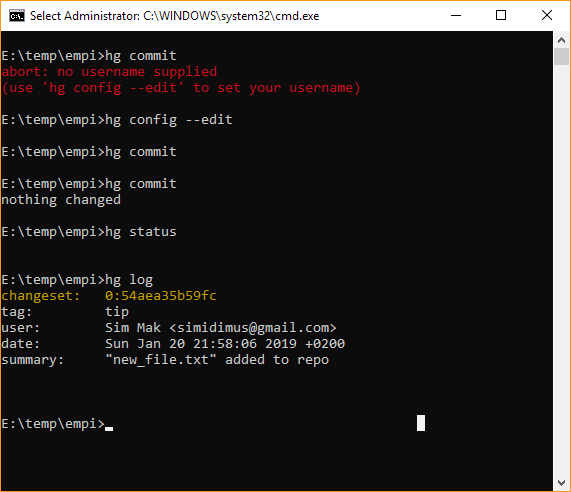 Select Administrator: C:\WINDOWS\system32\cmd.exe
E:\temp\empi>hg commit
abort: no username supplied
(use 'hg config --edit' to set your username)
E:\temp\empi>hg config --edit
E:\temp\empi>hg commit
E:\temp\empi>hg commit
nothing changed
E:\temp\empi>hg status
E:\temp\empi>hg log
changeset:   0:54aea35b59fc
tag:         tip
user:        Sim Mak <simidimus@gmail.com>
date:        Sun Jan 20 21:58:06 2019 +0200
summary:     "new_file.txt" added to repo
E:\temp\empi>